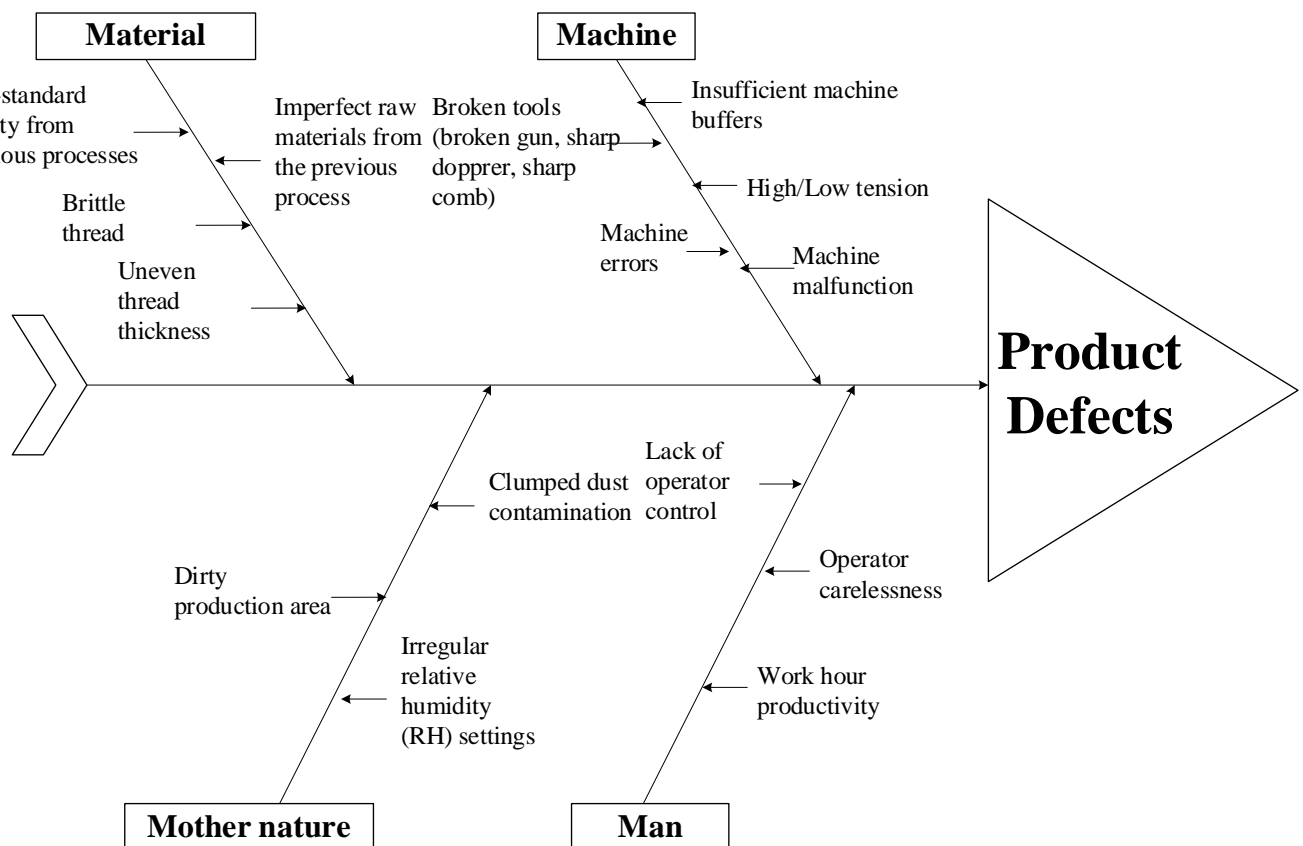 Material
Machine
standard
ty from
ous processes
Imperfect raw
materials from
the previous
process
Brittle
thread
Uneven
thread
thickness
Broken tools
(broken gun, sharp
dopprer, sharp
comb)
Insufficient machine
buffers
High/Low tension
Machine
errors
Machine
malfunction
Product
Defects
Clumped dust
contamination
Dirty
production area
Irregular
relative
humidity
(RH) settings
Lack of
operator
control
Operator
carelessness
Work hour
productivity
Mother nature
Man